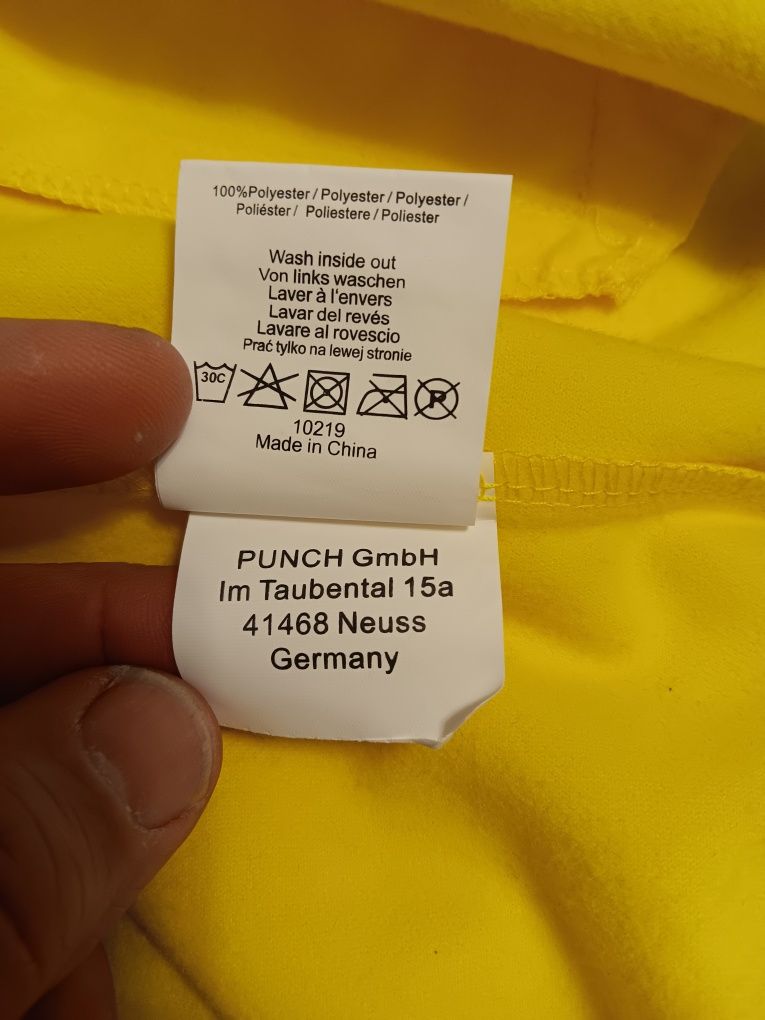 100%Polyester / Polyester / Polyester /
Poliéster / Poliestere / Poliester
Wash inside out
Von links waschen
Laver à l'envers
Lavar del revés
Lavare al rovescio
Prać tylko na lewej stronie
30C
P
10219
Made in China
PUNCH GmbH
Im Taubental 15a
41468 Neuss
Germany